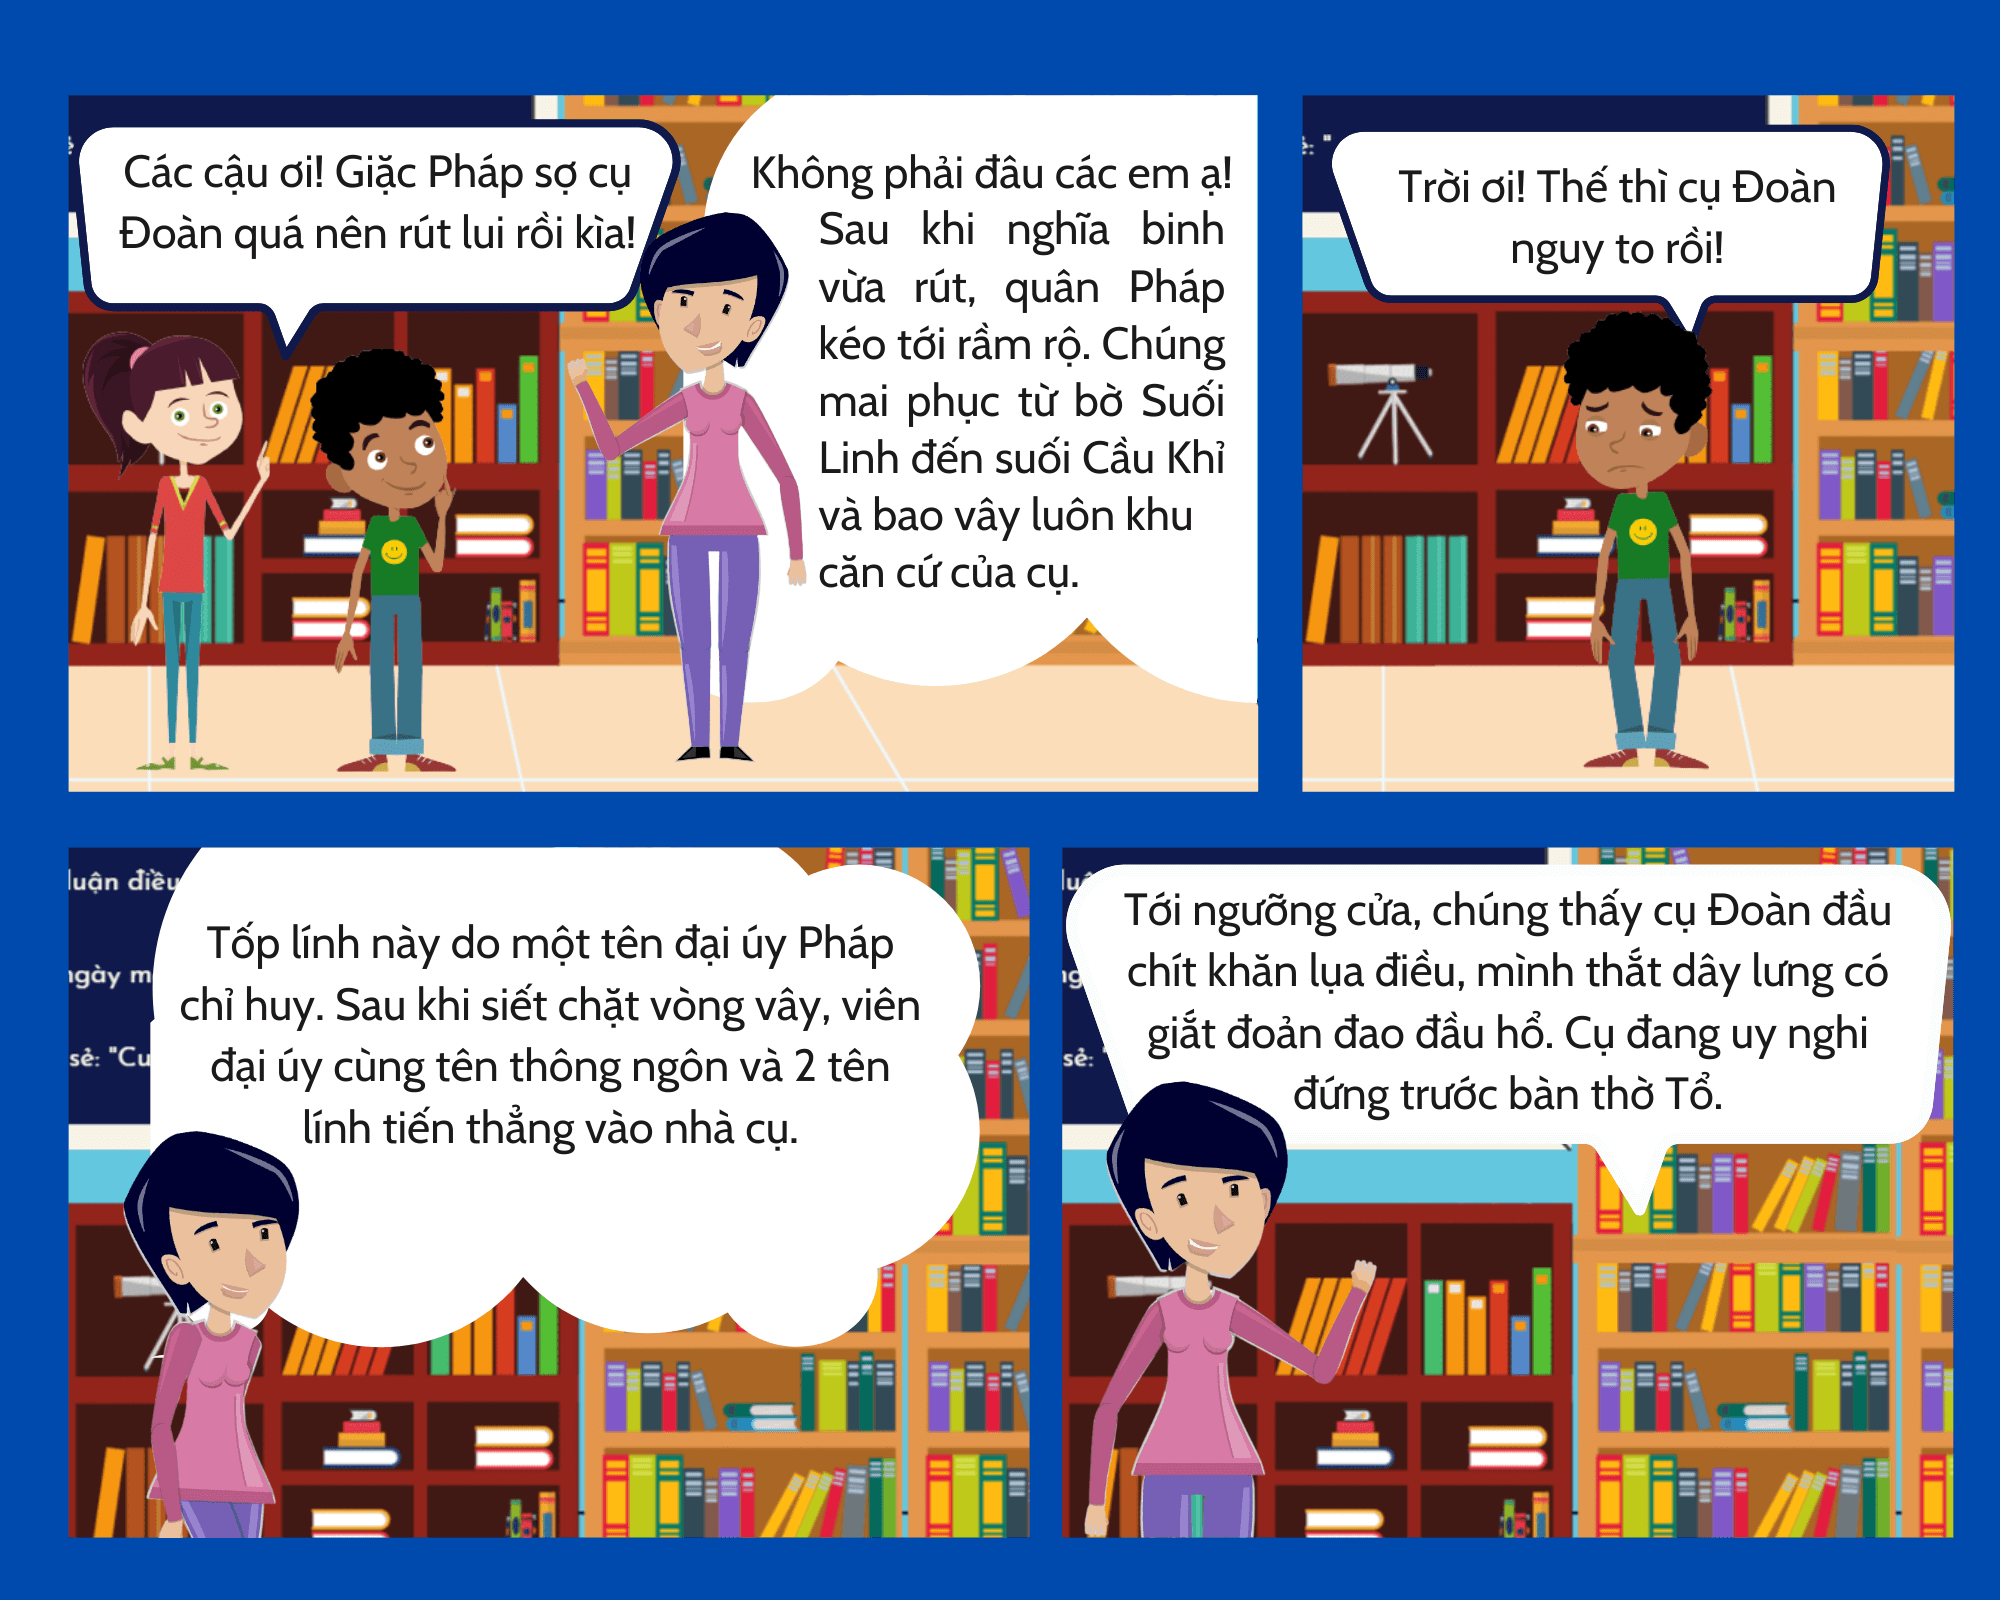 Các cậu ơi! Giặc Pháp sợ cụ
Đoàn quá nên rút lui rồi kìa!
Không phải đâu các em ạ!
Sau khi nghĩa binh
vừa rút, quân Pháp
kéo tới rầm rộ. Chúng
mai phục từ bờ Suối
Linh đến suối Cầu Khỉ
và bao vây luôn khu
căn cứ của cụ.
Trời ơi! Thế thì cụ Đoàn
nguy to rồi!
luận điều
ngày m
sẻ: "Cu
Tốp lính này do một tên đại úy Pháp
chỉ huy. Sau khi siết chặt vòng vây, viên
đại úy cùng tên thông ngôn và 2 tên
lính tiến thẳng vào nhà cụ.
sẻ: "
Tới ngưỡng cửa, chúng thấy cụ Đoàn đầu
chít khăn lụa điều, mình thắt dây lưng có
giắt đoản đao đầu hổ. Cụ đang uy nghi
đứng trước bàn thờ Tổ.